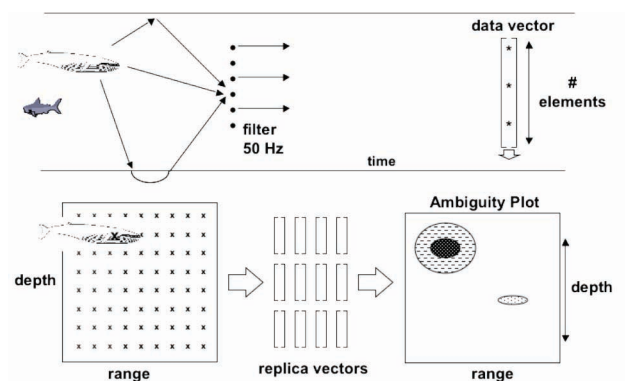 data vector
*
*
*
#
elements
filter
50 Hz
time
Ambiguity Plot
x x x x x x x x x
x x x x x x x
x x x x x x x x x
x x x x x x x x x
x x x x x x x x x
x x x x x x x x x
x x x x x x x x x
x x x x x x x x x
depth
depth
range
replica vectors
range